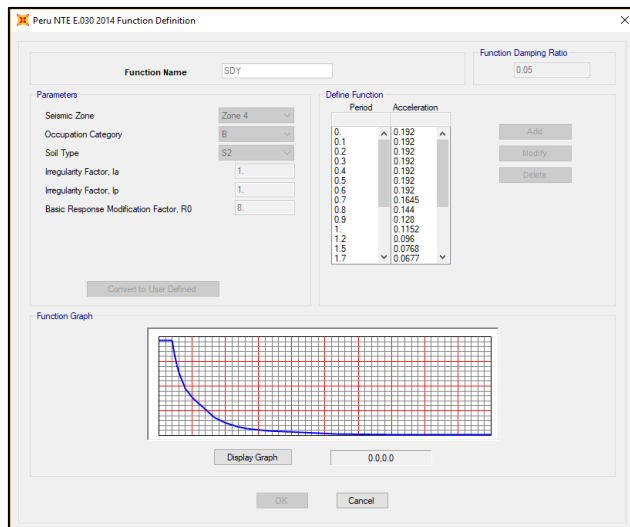 Peru NTE E.030 2014 Function Definition
Function Damping Ratio
Function Name SDY 0.05
Parameters Define Function
Period Acceleration
Seismic Zone Zone 4
Occupation Category B
Soil Type S2
Irregularity Factor, Ia 1.
Irregularity Factor, Ip 1.
Basic Response Modification Factor, R0 8.
0. 0.192
0.1 0.192
0.2 0.192
0.3 0.192
0.4 0.192
0.5 0.192
0.6 0.192
0.7 0.1645
0.8 0.144
0.9 0.128
1. 0.1152
1.2 0.096
1.5 0.0768
1.7 0.0677
Add
Modify
Delete
Convert to User Defined
Function Graph
Display Graph 0.0,0.0
OK Cancel